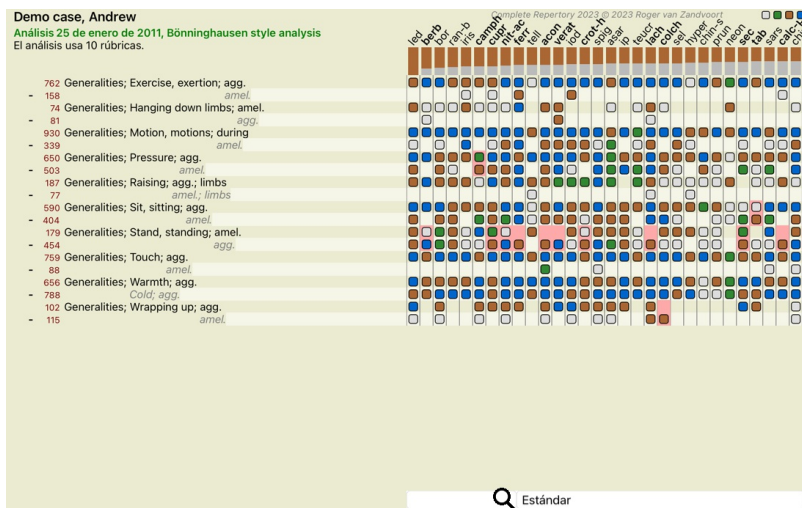 Demo case, Andrew
Complete Repertory 2023 © 2023 Roger van Zandvoort
Análisis 25 de enero de 2011, Bönninghausen style analysis
El análisis usa 10 rúbricas.
led berb bor ran-b iris camph cupr nit-ac ferr tell acon verat iod crot-h spig asar ip teucr lach colch sel hyper chin-s prun neon sec tab sars calc-
762 Generalities; Exercise, exertion; agg.
- 158 amel.
74 Generalities; Hanging down limbs; amel.
- 81 agg.
930 Generalities; Motion, motions; during
- 339 amel.
650 Generalities; Pressure; agg.
- 503 amel.
187 Generalities; Raising; agg.; limbs
- 77 amel.; limbs
590 Generalities; Sit, sitting; agg.
- 404 amel.
179 Generalities; Stand, standing; amel.
- 454 agg.
759 Generalities; Touch; agg.
- 88 amel.
656 Generalities; Warmth; agg.
- 788 Cold; agg.
102 Generalities; Wrapping up; agg.
- 115 amel.
Estándar